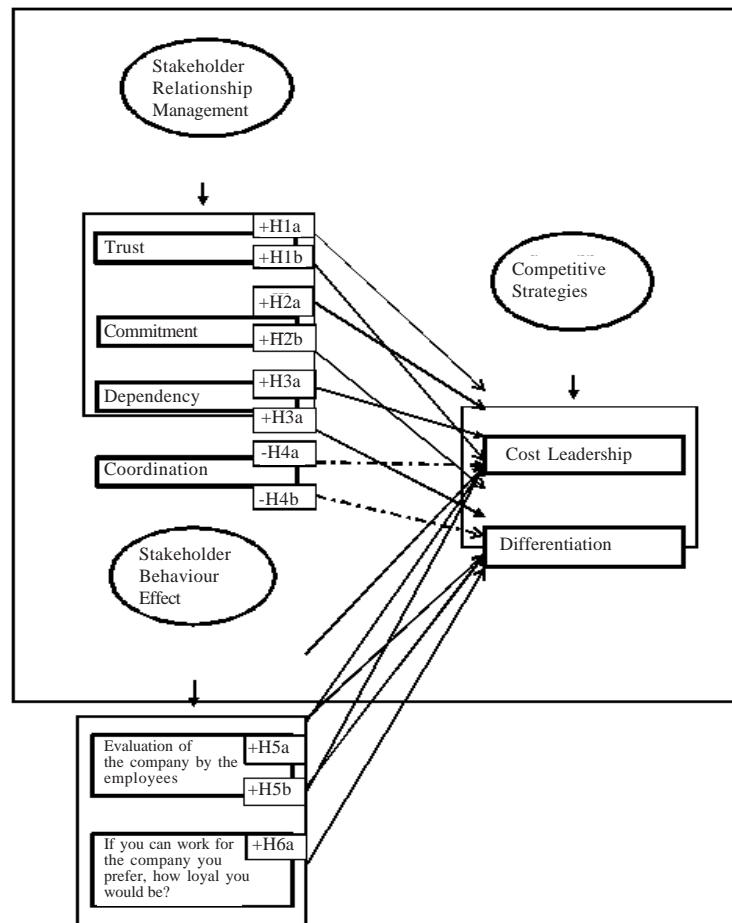 Stakeholder
Relationship
Management
+H1a
Trust
+H1b
+H2a
Commitment
+H2b
+H3a
Dependency
+H3a
-H4a
Coordination
-H4b
Competitive
Strategies
Cost Leadership
Differentiation
Stakeholder
Behaviour
Effect
Evaluation of
the company by the
employees
+H5a
+H5b
If you can work for
the company you
prefer, how loyal you
would be?
+H6a